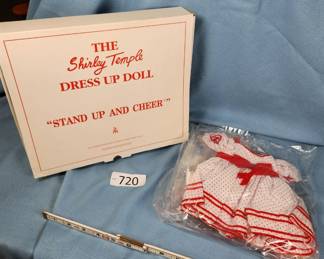 THE
Shirley Temple
DRESS UP DOLL
"STAND UP AND CHEER"
720